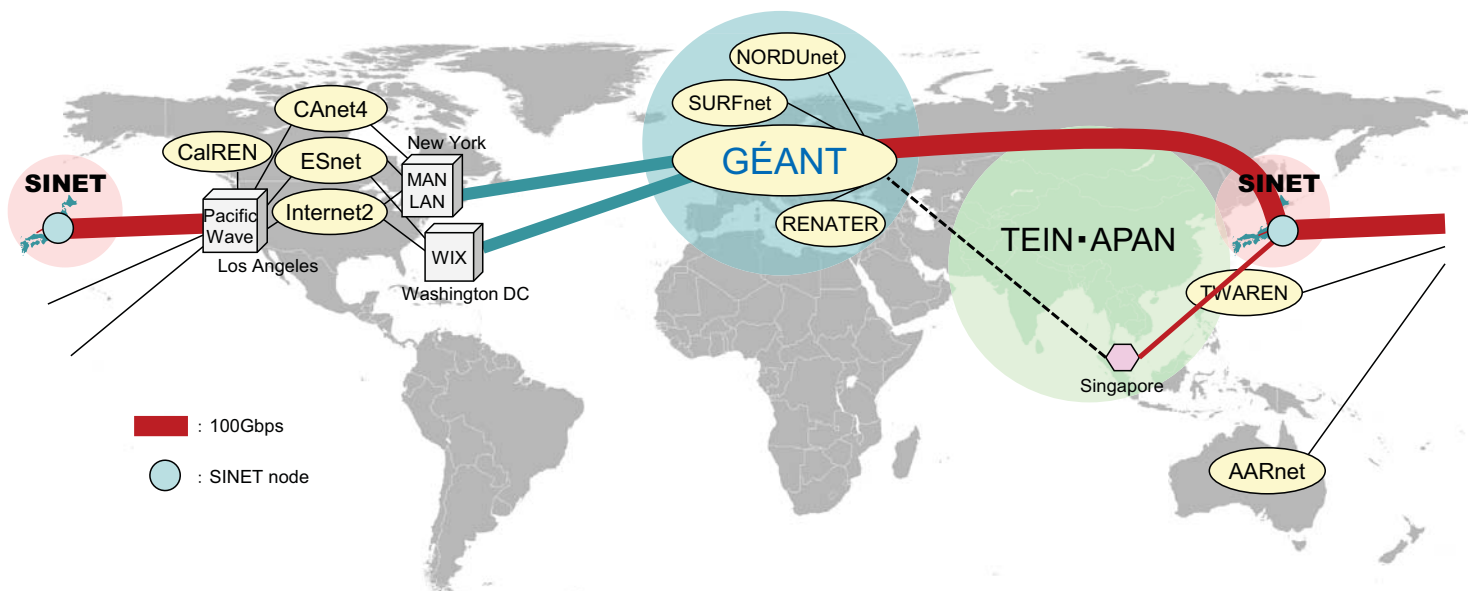 NORDUnet
CAnet4
SURFnet
New York
CalREN
ESnet
GÉANT
SINET
MAN
LAN
SINET
Internet2
Pacific
Wave
RENATER
TEIN・APAN
WIX
Los Angeles
Washington DC
TWAREN
Singapore
: 100Gbps
: SINET node
AARnet